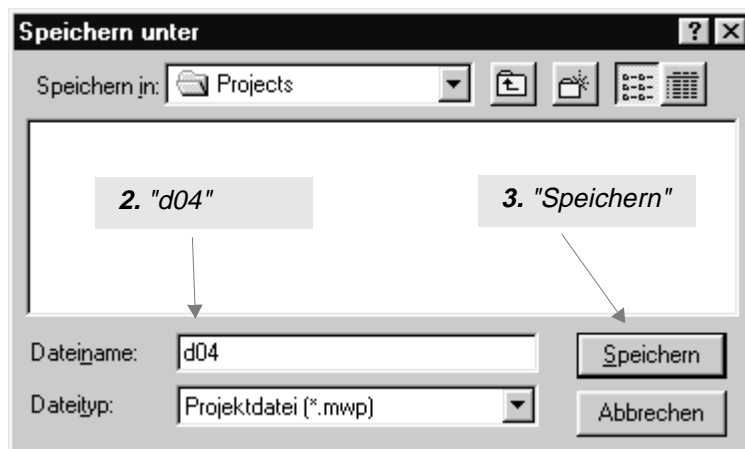 Speichern unter
Speichern in: Projects
2. "d04"
3. "Speichern"
Dateiname: d04 Speichern
Dateityp: Projektdatei (*.mwp) Abbrechen